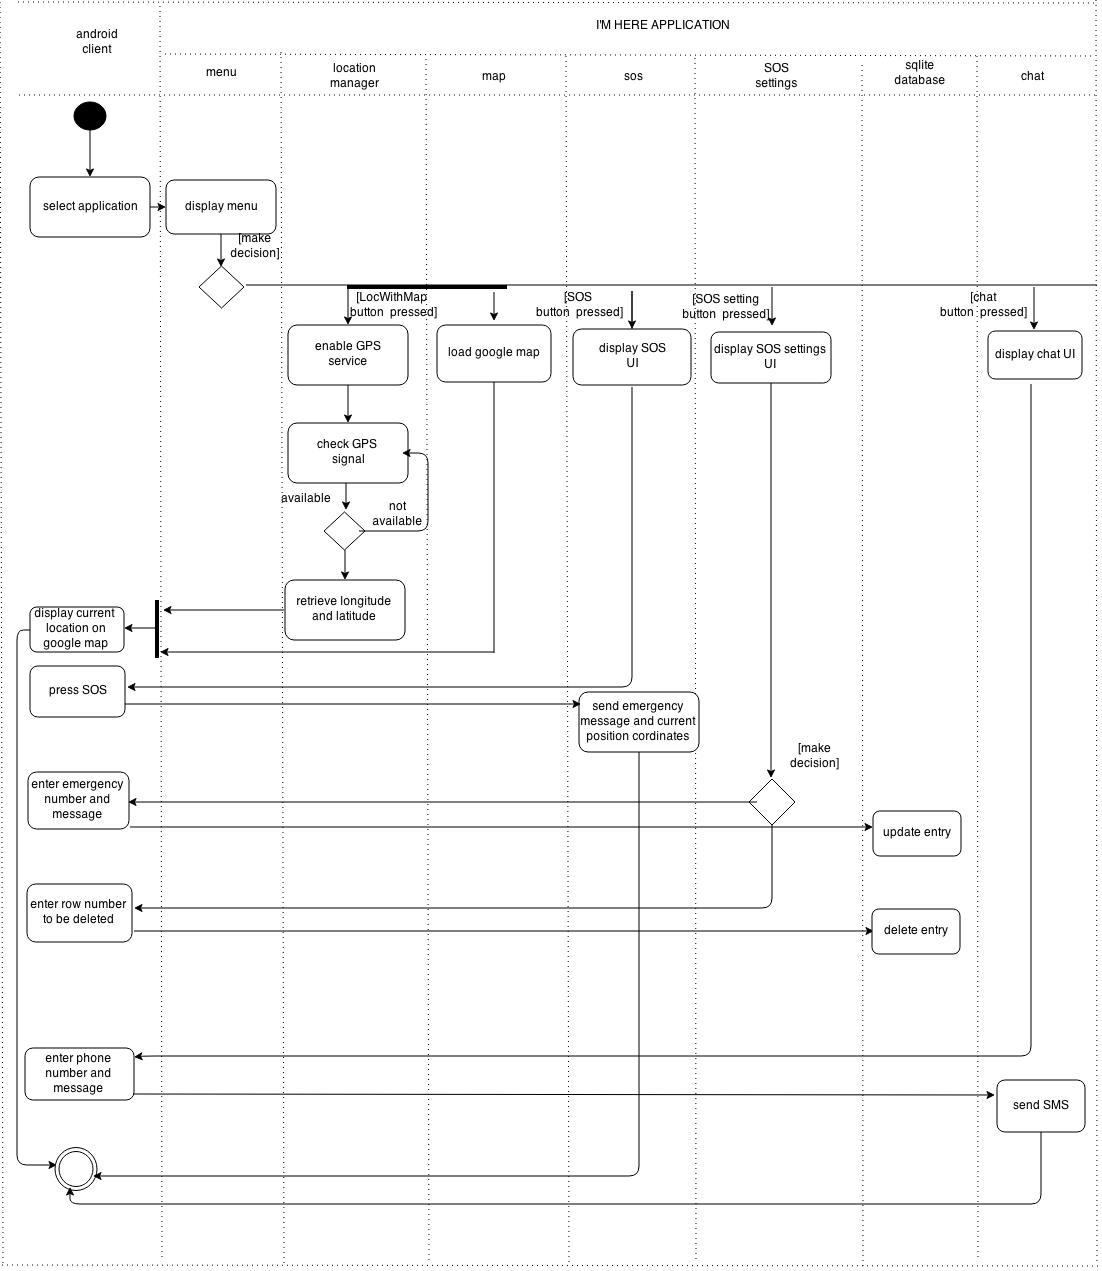 I'M HERE APPLICATION
android
client
menu
location
manager
map
sos
SOS
settings
sqlite
database
chat
select application
display menu
[make
decision]
[LocWithMap
button pressed]
[SOS
button pressed]
[SOS setting
button pressed]
[chat
button pressed]
enable GPS
service
load google map
display SOS
UI
display SOS settings
UI
display chat UI
check GPS
signal
available
not
available
retrieve longitude
and latitude
display current
location on
google map
press SOS
send emergency
message and current
position cordinates
[make
decision]
enter emergency
number and
message
update entry
enter row number
to be deleted
delete entry
enter phone
number and
message
send SMS